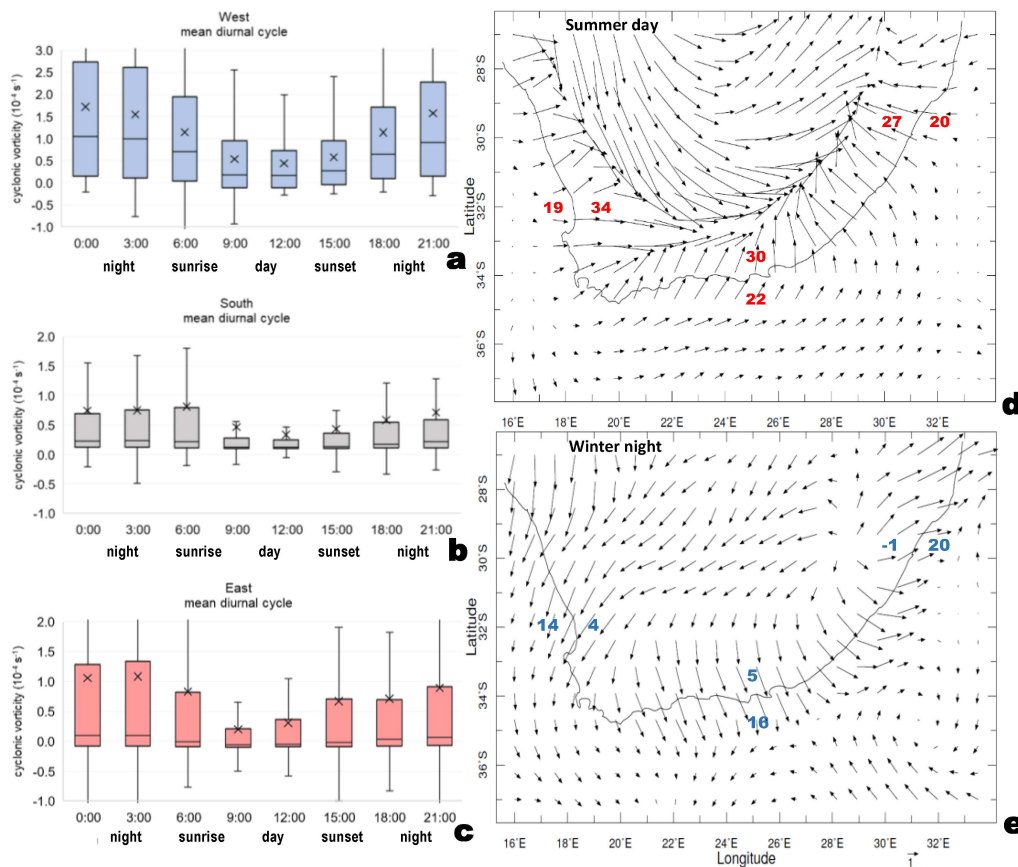 West
mean diurnal cycle
cyclonic vorticity (10⁻⁴ s⁻¹)
3.0
2.5
2.0
1.5
1.0
0.5
0.0
-0.5
-1.0
0:00 3:00 6:00 9:00 12:00 15:00 18:00 21:00
night sunrise day sunset night
a
South
mean diurnal cycle
cyclonic vorticity (10⁻⁴ s⁻¹)
2.0
1.5
1.0
0.5
0.0
-0.5
-1.0
0:00 3:00 6:00 9:00 12:00 15:00 18:00 21:00
night sunrise day sunset night
b
East
mean diurnal cycle
cyclonic vorticity (10⁻⁴ s⁻¹)
2.0
1.5
1.0
0.5
0.0
-0.5
-1.0
0:00 3:00 6:00 9:00 12:00 15:00 18:00 21:00
night sunrise day sunset night
c
Summer day
Latitude
28°S
30°S
32°S
34°S
36°S
27 20
19 34
30
22
16°E 18°E 20°E 22°E 24°E 26°E 28°E 30°E 32°E
d
Winter night
Latitude
28°S
30°S
32°S
34°S
36°S
-1 20
14 4
5
16
16°E 18°E 20°E 22°E 24°E 26°E 28°E 30°E 32°E
Longitude
1
e